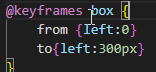 @keyframes box {
from {left:0}
to{left:300px}